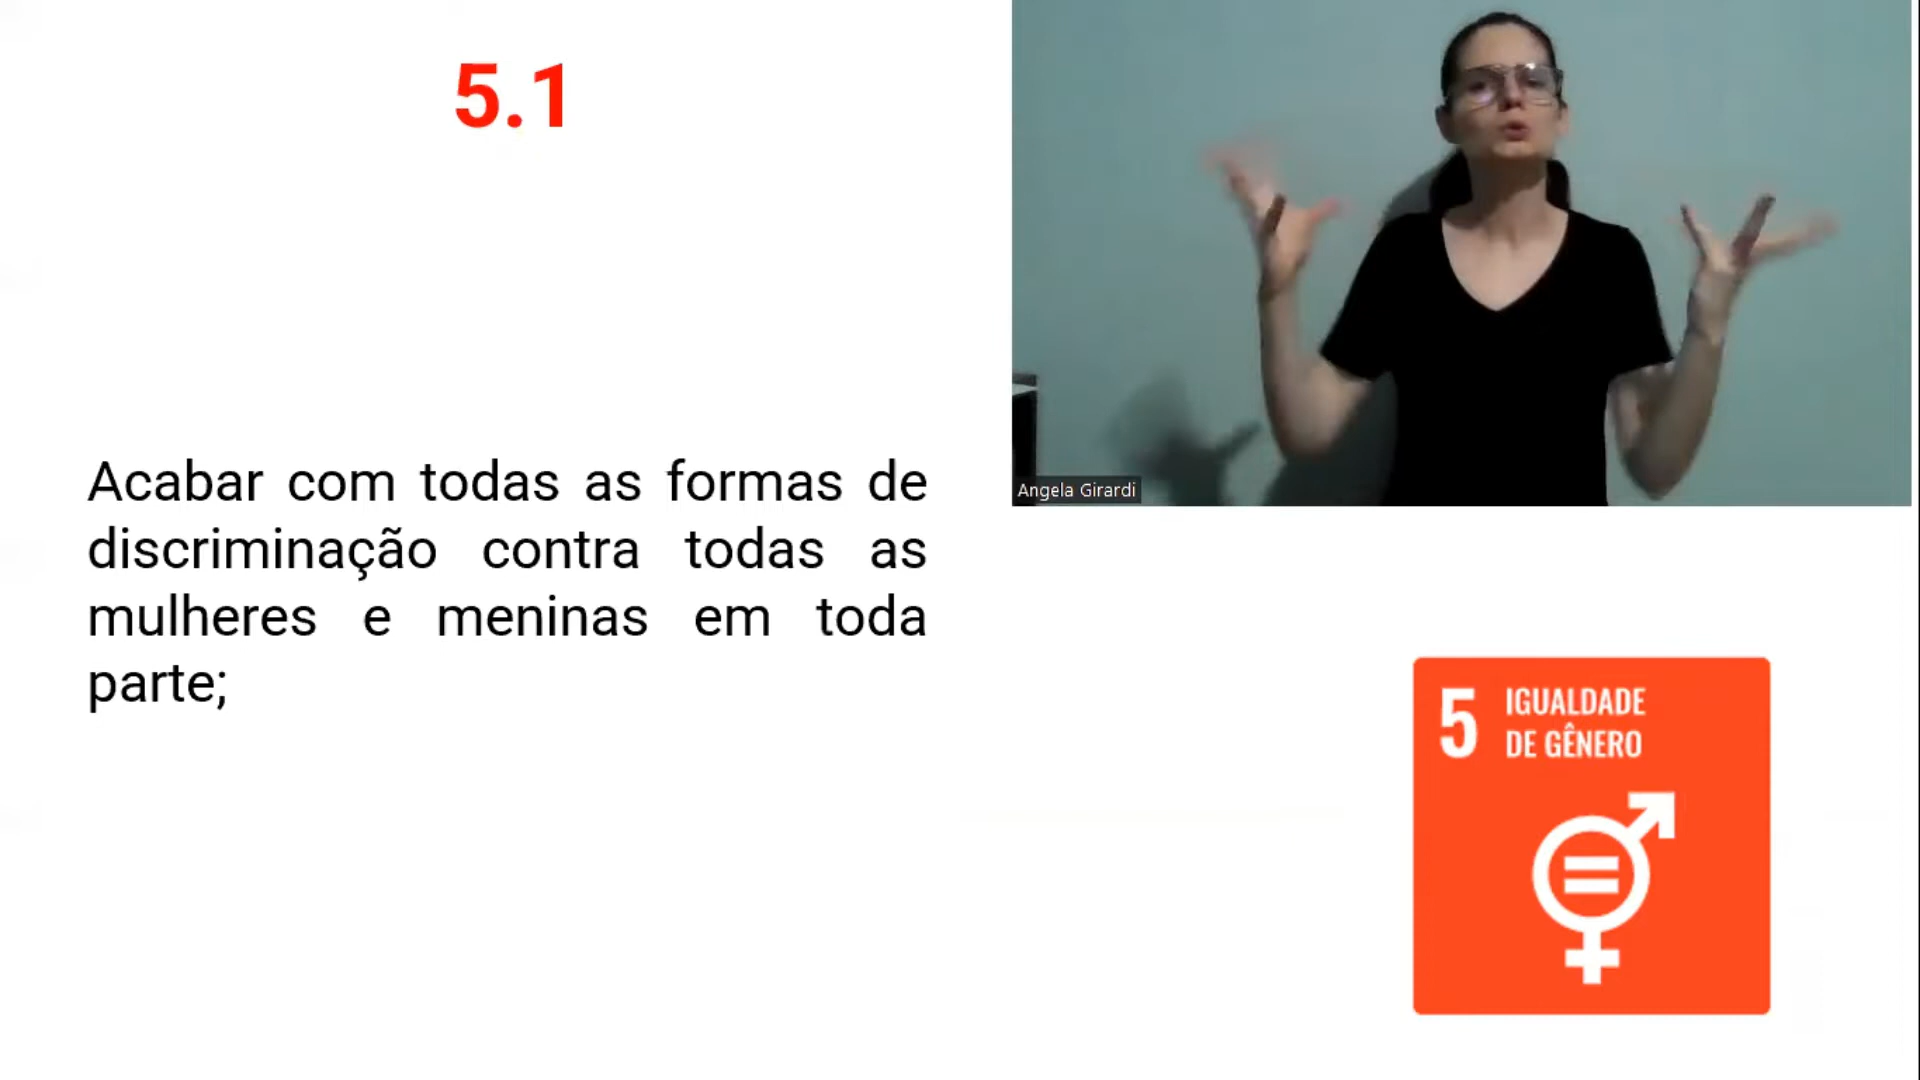 5.1
Acabar com todas as formas de
discriminação contra todas as
mulheres e meninas em toda
parte;
Angela Girardi
5 IGUALDADE
DE GÊNERO